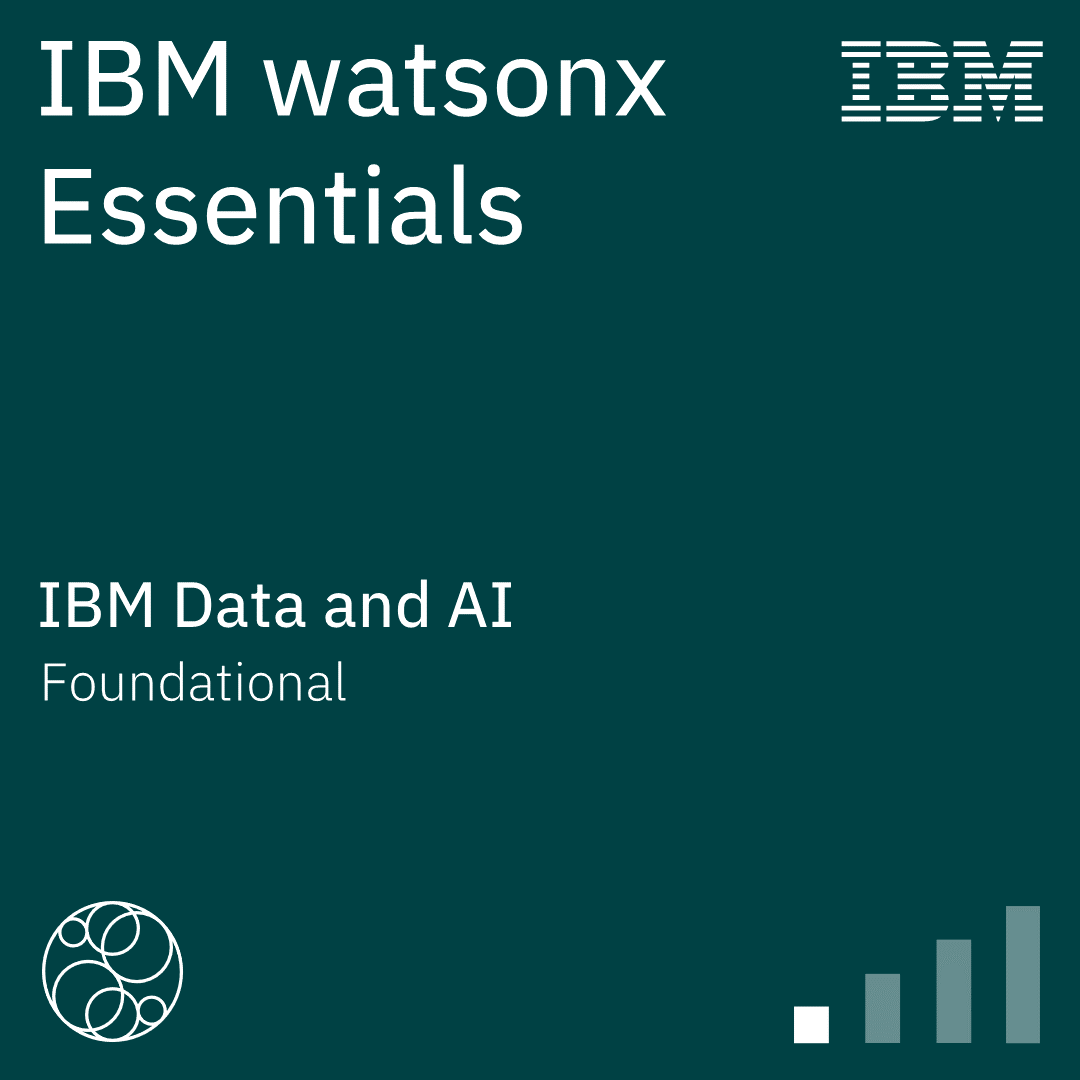 IBM watsonx
IBM
Essentials
IBM Data and AI
Foundational